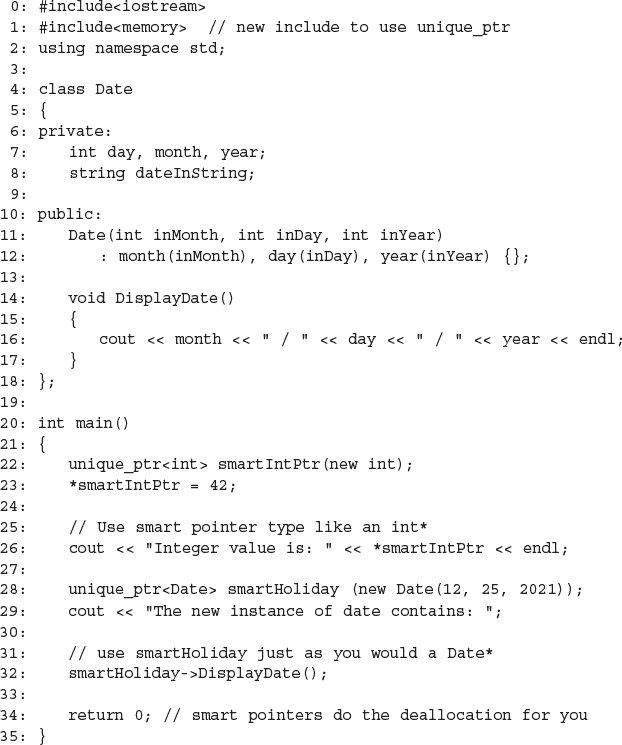 0: #include<iostream>
1: #include<memory>  // new include to use unique_ptr
2: using namespace std;
3:
4: class Date
5: {
6: private:
7:    int day, month, year;
8:    string dateInString;
9:
10: public:
11:    Date(int inMonth, int inDay, int inYear)
12:       : month(inMonth), day(inDay), year(inYear) {};
13:
14:    void DisplayDate()
15:    {
16:       cout << month << " / " << day << " / " << year << endl;
17:    }
18: };
19:
20: int main()
21: {
22:    unique_ptr<int> smartIntPtr(new int);
23:    *smartIntPtr = 42;
24:
25:    // Use smart pointer type like an int*
26:    cout << "Integer value is: " << *smartIntPtr << endl;
27:
28:    unique_ptr<Date> smartHoliday (new Date(12, 25, 2021));
29:    cout << "The new instance of date contains: ";
30:
31:    // use smartHoliday just as you would a Date*
32:    smartHoliday->DisplayDate();
33:
34:    return 0; // smart pointers do the deallocation for you
35: }